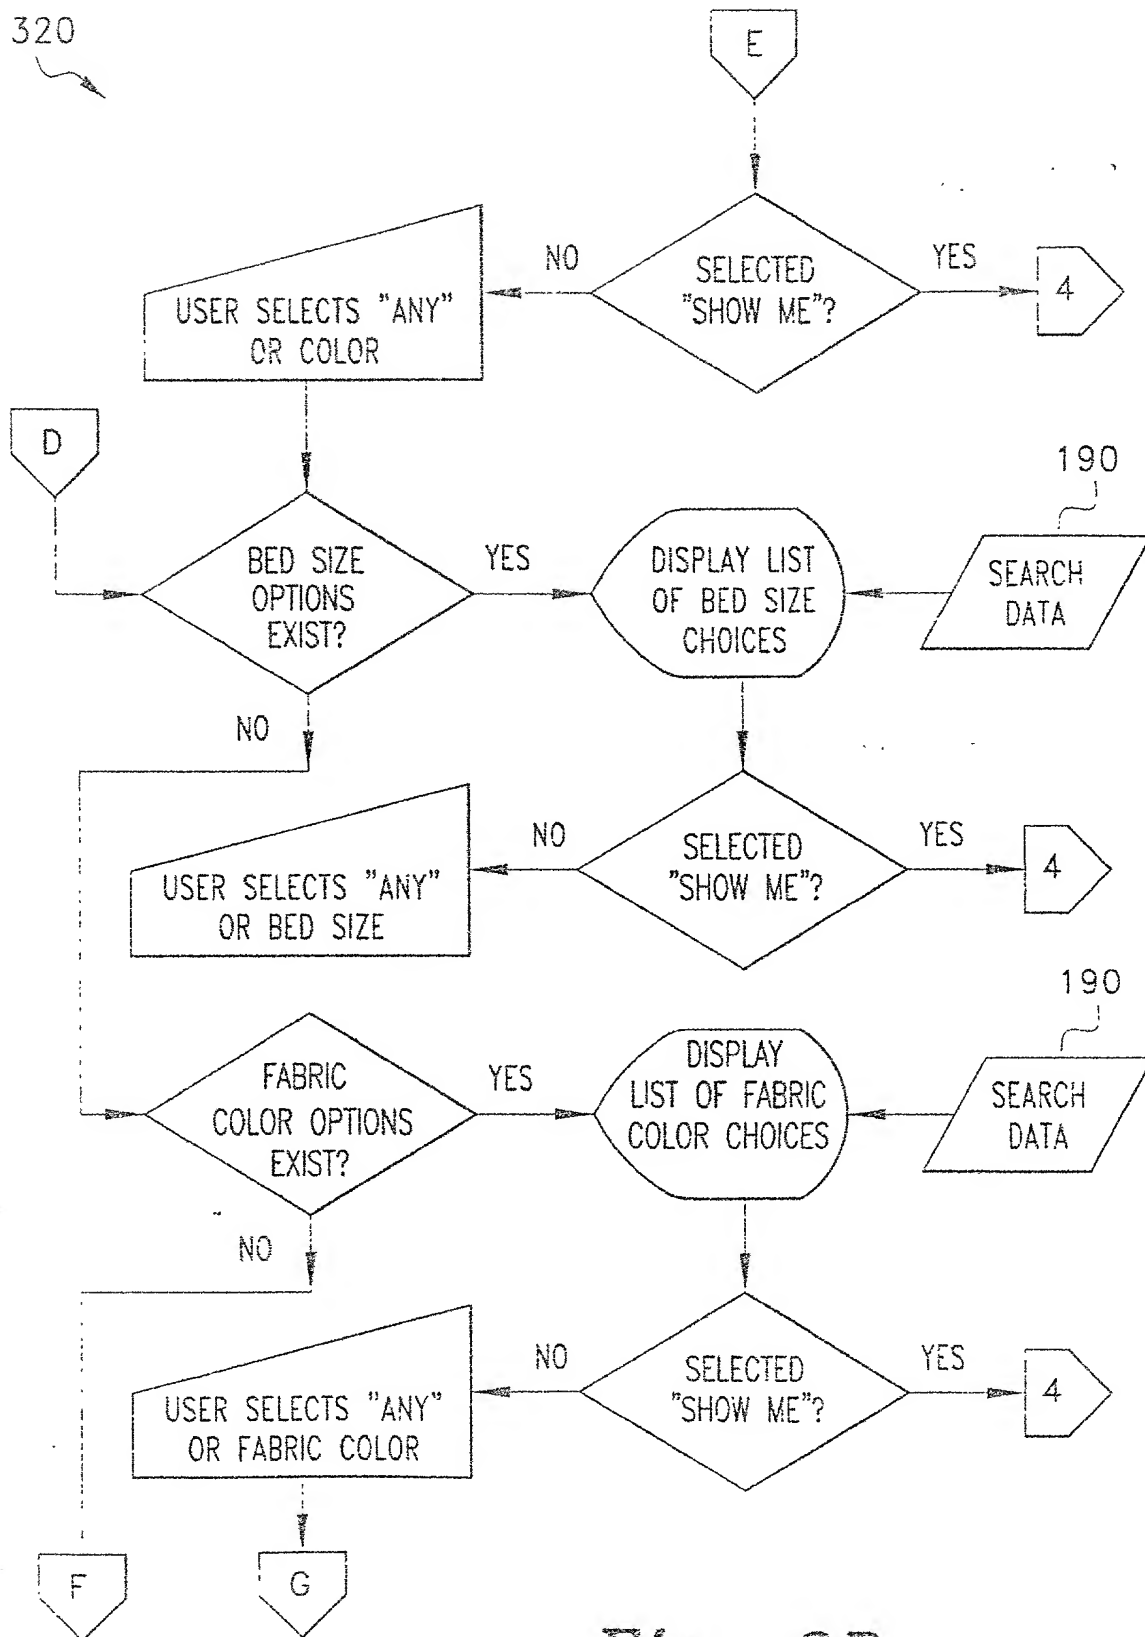 320
E
SELECTED
"SHOW ME"?
NO
YES
4
USER SELECTS "ANY"
OR COLOR
D
BED SIZE
OPTIONS
EXIST?
YES
NO
DISPLAY LIST
OF BED SIZE
CHOICES
190
SEARCH
DATA
SELECTED
"SHOW ME"?
NO
YES
4
USER SELECTS "ANY"
OR BED SIZE
FABRIC
COLOR OPTIONS
EXIST?
YES
NO
DISPLAY
LIST OF FABRIC
COLOR CHOICES
190
SEARCH
DATA
SELECTED
"SHOW ME"?
NO
YES
4
USER SELECTS "ANY"
OR FABRIC COLOR
F
G